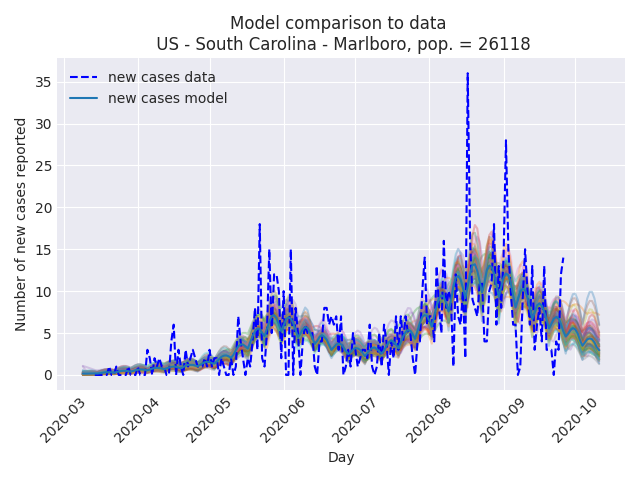 Model comparison to data
US - South Carolina - Marlboro, pop. = 26118
new cases data
new cases model
Number of new cases reported
35
30
25
20
15
10
5
0
2020-03
2020-04
2020-05
2020-06
2020-07
2020-08
2020-09
2020-10
Day